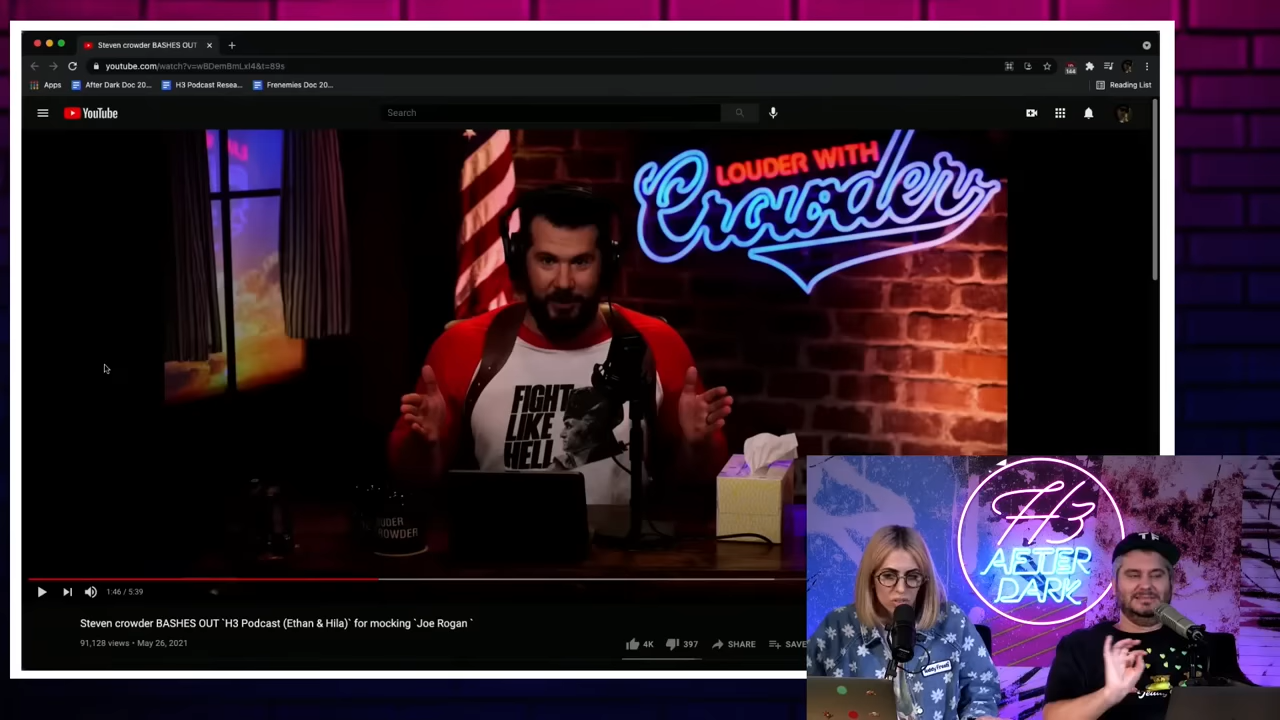 Steven crowder BASHES OUT
youtube.com/watch?v=wBDemBmLxI4&t=89s
Apps After Dark Doc 20... H3 Podcast Resea... Frenemies Doc 20... Reading List
YouTube Search
LOUDER WITH
Crowder
FIGHT
LIKE
HELL
CROWDER
1:46 / 5:39
Steven crowder BASHES OUT `H3 Podcast (Ethan & Hila)` for mocking `Joe Rogan `
91,128 views • May 26, 2021 4K 397 SHARE SAVE
H3
AFTER
DARK